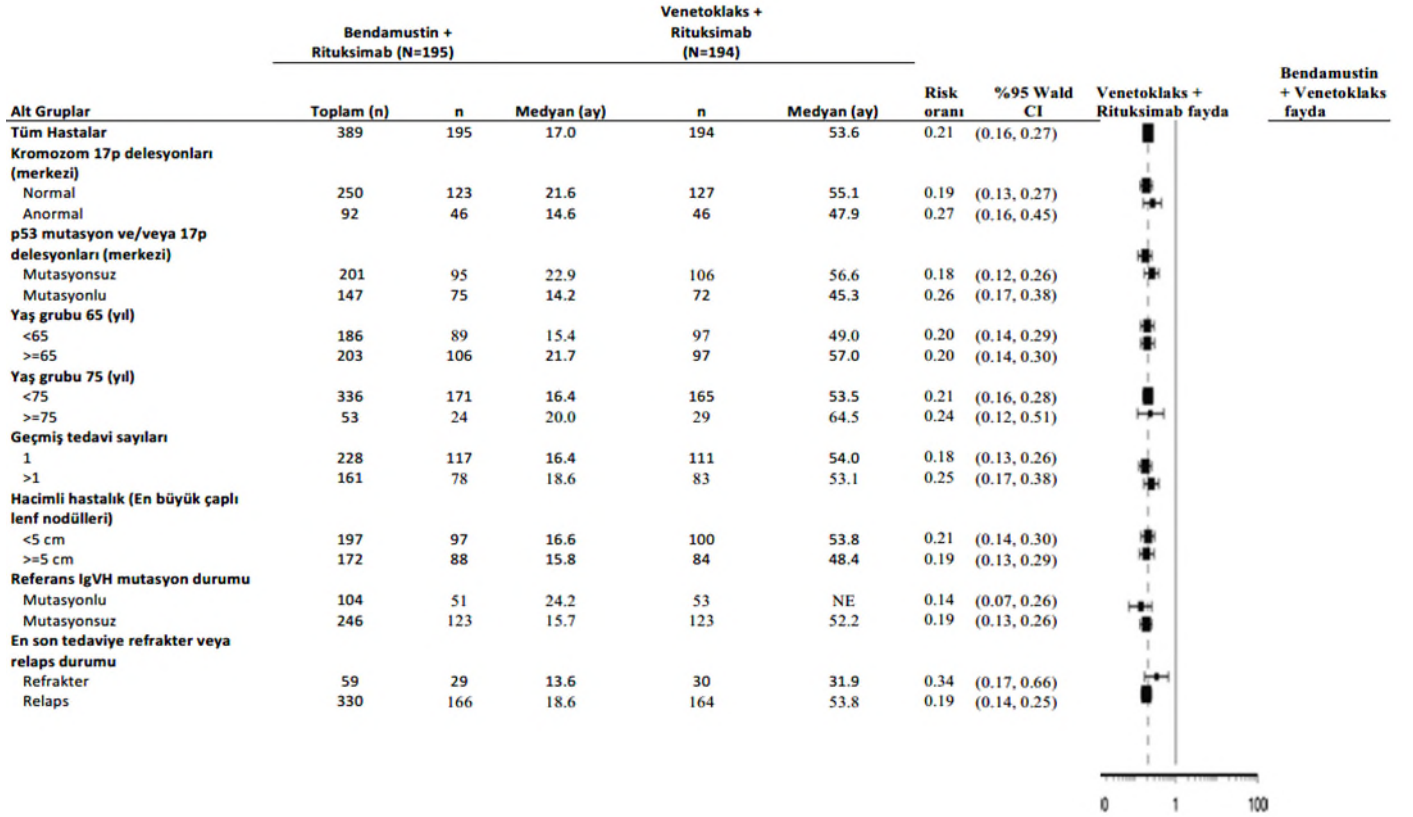 Bendamustin + Rituksimab (N=195) Venetoklaks + Rituksimab (N=194)
Alt Gruplar Toplam (n) n Medyan (ay) n Medyan (ay) Risk oranı %95 Wald CI Venetoklaks + Rituksimab fayda Bendamustin + Venetoklaks fayda
Tüm Hastalar 389 195 17.0 194 53.6 0.21 (0.16, 0.27)
Kromozom 17p delesyonları
(merkezi)
Normal 250 123 21.6 127 55.1 0.19 (0.13, 0.27)
Anormal 92 46 14.6 46 47.9 0.27 (0.16, 0.45)
p53 mutasyon ve/veya 17p
delesyonları (merkezi)
Mutasyonsuz 201 95 22.9 106 56.6 0.18 (0.12, 0.26)
Mutasyonlu 147 75 14.2 72 45.3 0.26 (0.17, 0.38)
Yaş grubu 65 (yıl)
<65 186 89 15.4 97 49.0 0.20 (0.14, 0.29)
>=65 203 106 21.7 97 57.0 0.20 (0.14, 0.30)
Yaş grubu 75 (yıl)
<75 336 171 16.4 165 53.5 0.21 (0.16, 0.28)
>=75 53 24 20.0 29 64.5 0.24 (0.12, 0.51)
Geçmiş tedavi sayıları
1 228 117 16.4 111 54.0 0.18 (0.13, 0.26)
>1 161 78 18.6 83 53.1 0.25 (0.17, 0.38)
Hacimli hastalık (En büyük çaplı
lenf nodülleri)
<5 cm 197 97 16.6 100 53.8 0.21 (0.14, 0.30)
>=5 cm 172 88 15.8 84 48.4 0.19 (0.13, 0.29)
Referans IgVH mutasyon durumu
Mutasyonlu 104 51 24.2 53 NE 0.14 (0.07, 0.26)
Mutasyonsuz 246 123 15.7 123 52.2 0.19 (0.13, 0.26)
En son tedaviye refrakter veya
relaps durumu
Refrakter 59 29 13.6 30 31.9 0.34 (0.17, 0.66)
Relaps 330 166 18.6 164 53.8 0.19 (0.14, 0.25)
0 1 100